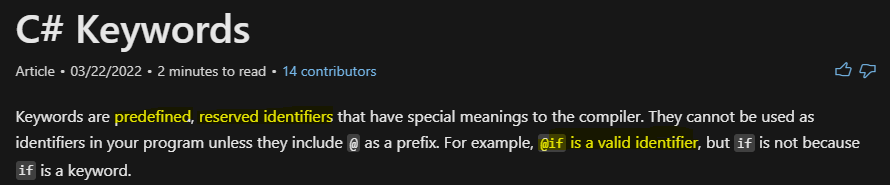 C# Keywords
Article • 03/22/2022 • 2 minutes to read • 14 contributors
Keywords are predefined, reserved identifiers that have special meanings to the compiler. They cannot be used as
identifiers in your program unless they include @ as a prefix. For example, @if is a valid identifier, but if is not because
if is a keyword.